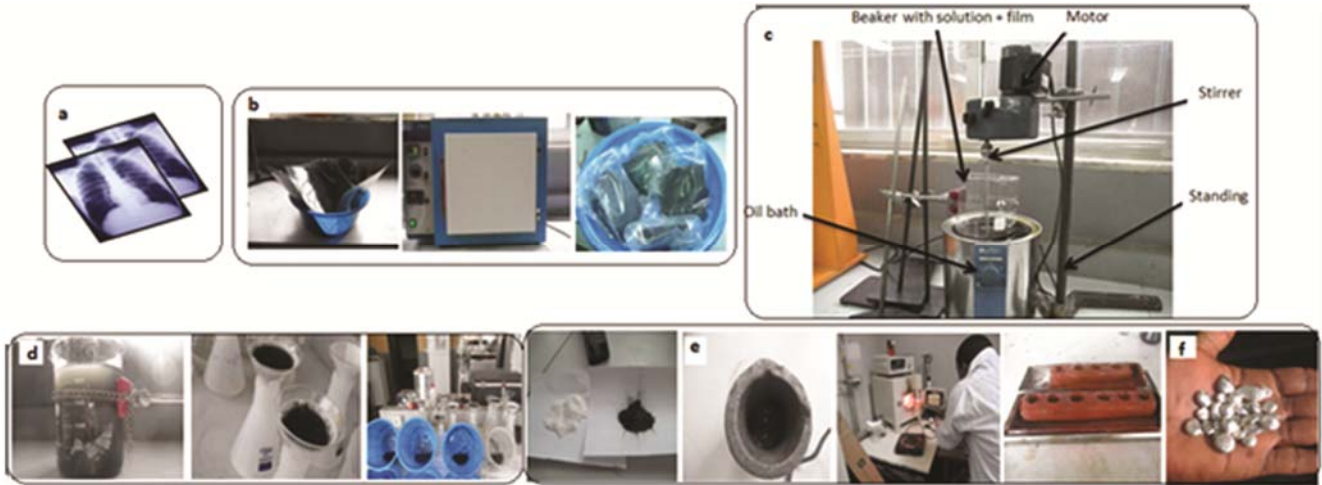 a
b
c
Beaker with solution + film
Motor
Stirrer
Oil bath
Standing
d
e
f